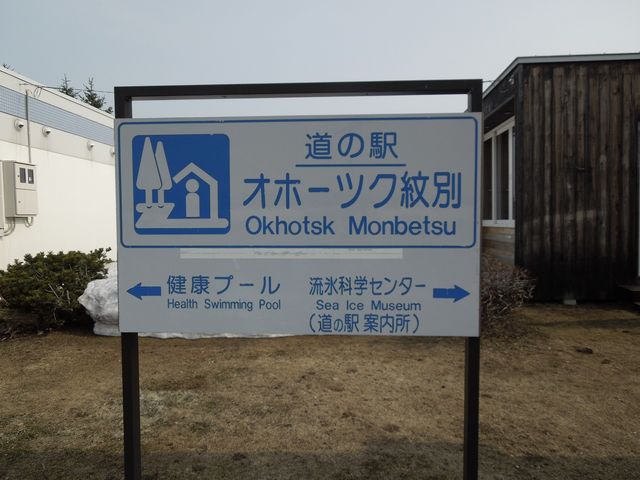 道の駅
オホーツク紋別
Okhotsk Monbetsu
健康プール
Health Swimming Pool
流氷科学センター
Sea Ice Museum
(道の駅 案内所)